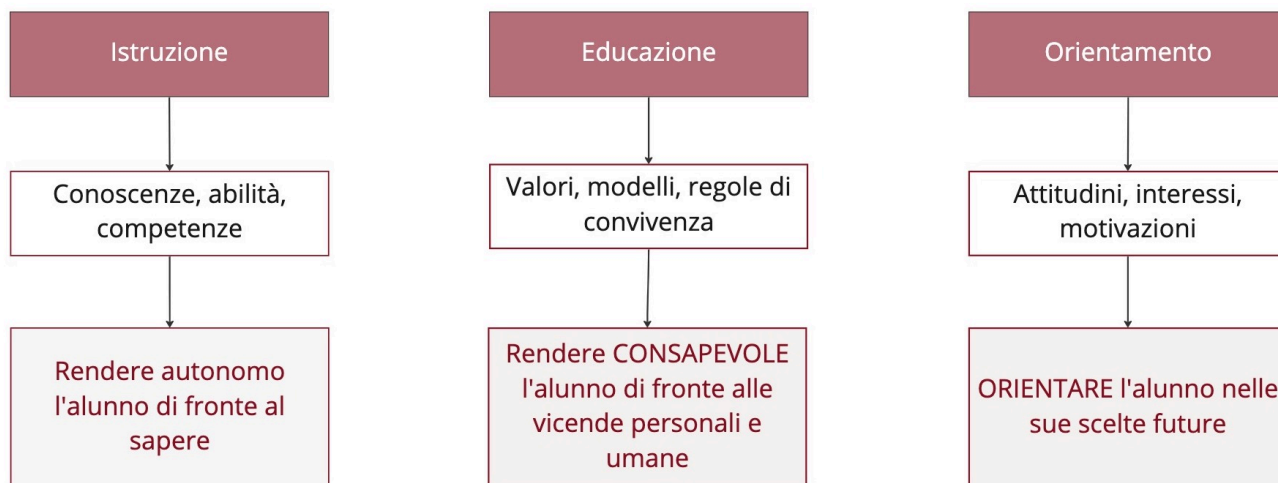 Istruzione
Educazione
Orientamento
Conoscenze, abilità,
competenze
Valori, modelli, regole di
convivenza
Attitudini, interessi,
motivazioni
Rendere autonomo
l'alunno di fronte al
sapere
Rendere CONSAPEVOLE
l'alunno di fronte alle
vicende personali e
umane
ORIENTARE l'alunno nelle
sue scelte future